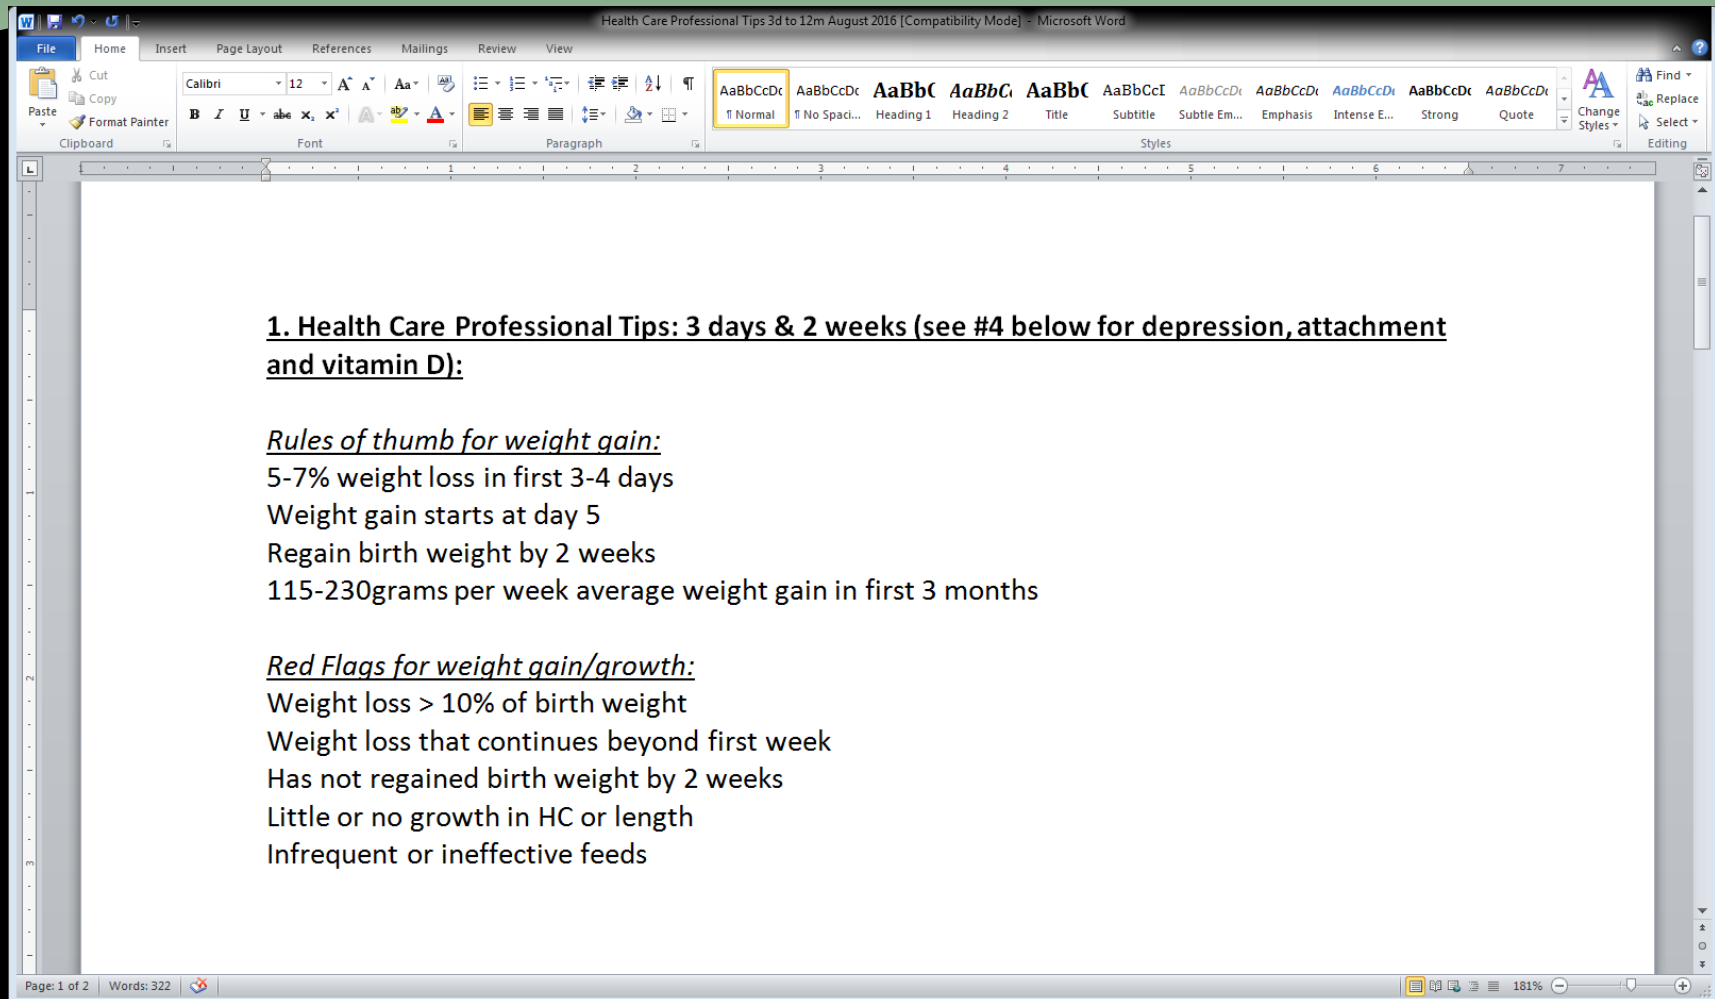 Health Care Professional Tips 3d to 12m August 2016 [Compatibility Mode] - Microsoft Word
File Home Insert Page Layout References Mailings Review View
Paste
Cut
Copy
Format Painter
Clipboard
Calibri 12
Font
Paragraph
AaBbCcDc AaBbCcDc AaBbC AaBbC AaBbC AaBbCcI AaBbCcDc AaBbCcDc AaBbCcDc AaBbCcDc AaBbCcDc
¶ Normal ¶ No Spaci... Heading 1 Heading 2 Title Subtitle Subtle Em... Emphasis Intense E... Strong Quote
Styles
Change Styles
Find
Replace
Select
Editing
1 1 2 3 4 5 6 7
1. Health Care Professional Tips: 3 days & 2 weeks (see #4 below for depression, attachment
and vitamin D):
Rules of thumb for weight gain:
5-7% weight loss in first 3-4 days
Weight gain starts at day 5
Regain birth weight by 2 weeks
115-230grams per week average weight gain in first 3 months
Red Flags for weight gain/growth:
Weight loss > 10% of birth weight
Weight loss that continues beyond first week
Has not regained birth weight by 2 weeks
Little or no growth in HC or length
Infrequent or ineffective feeds
Page: 1 of 2 Words: 322 181%